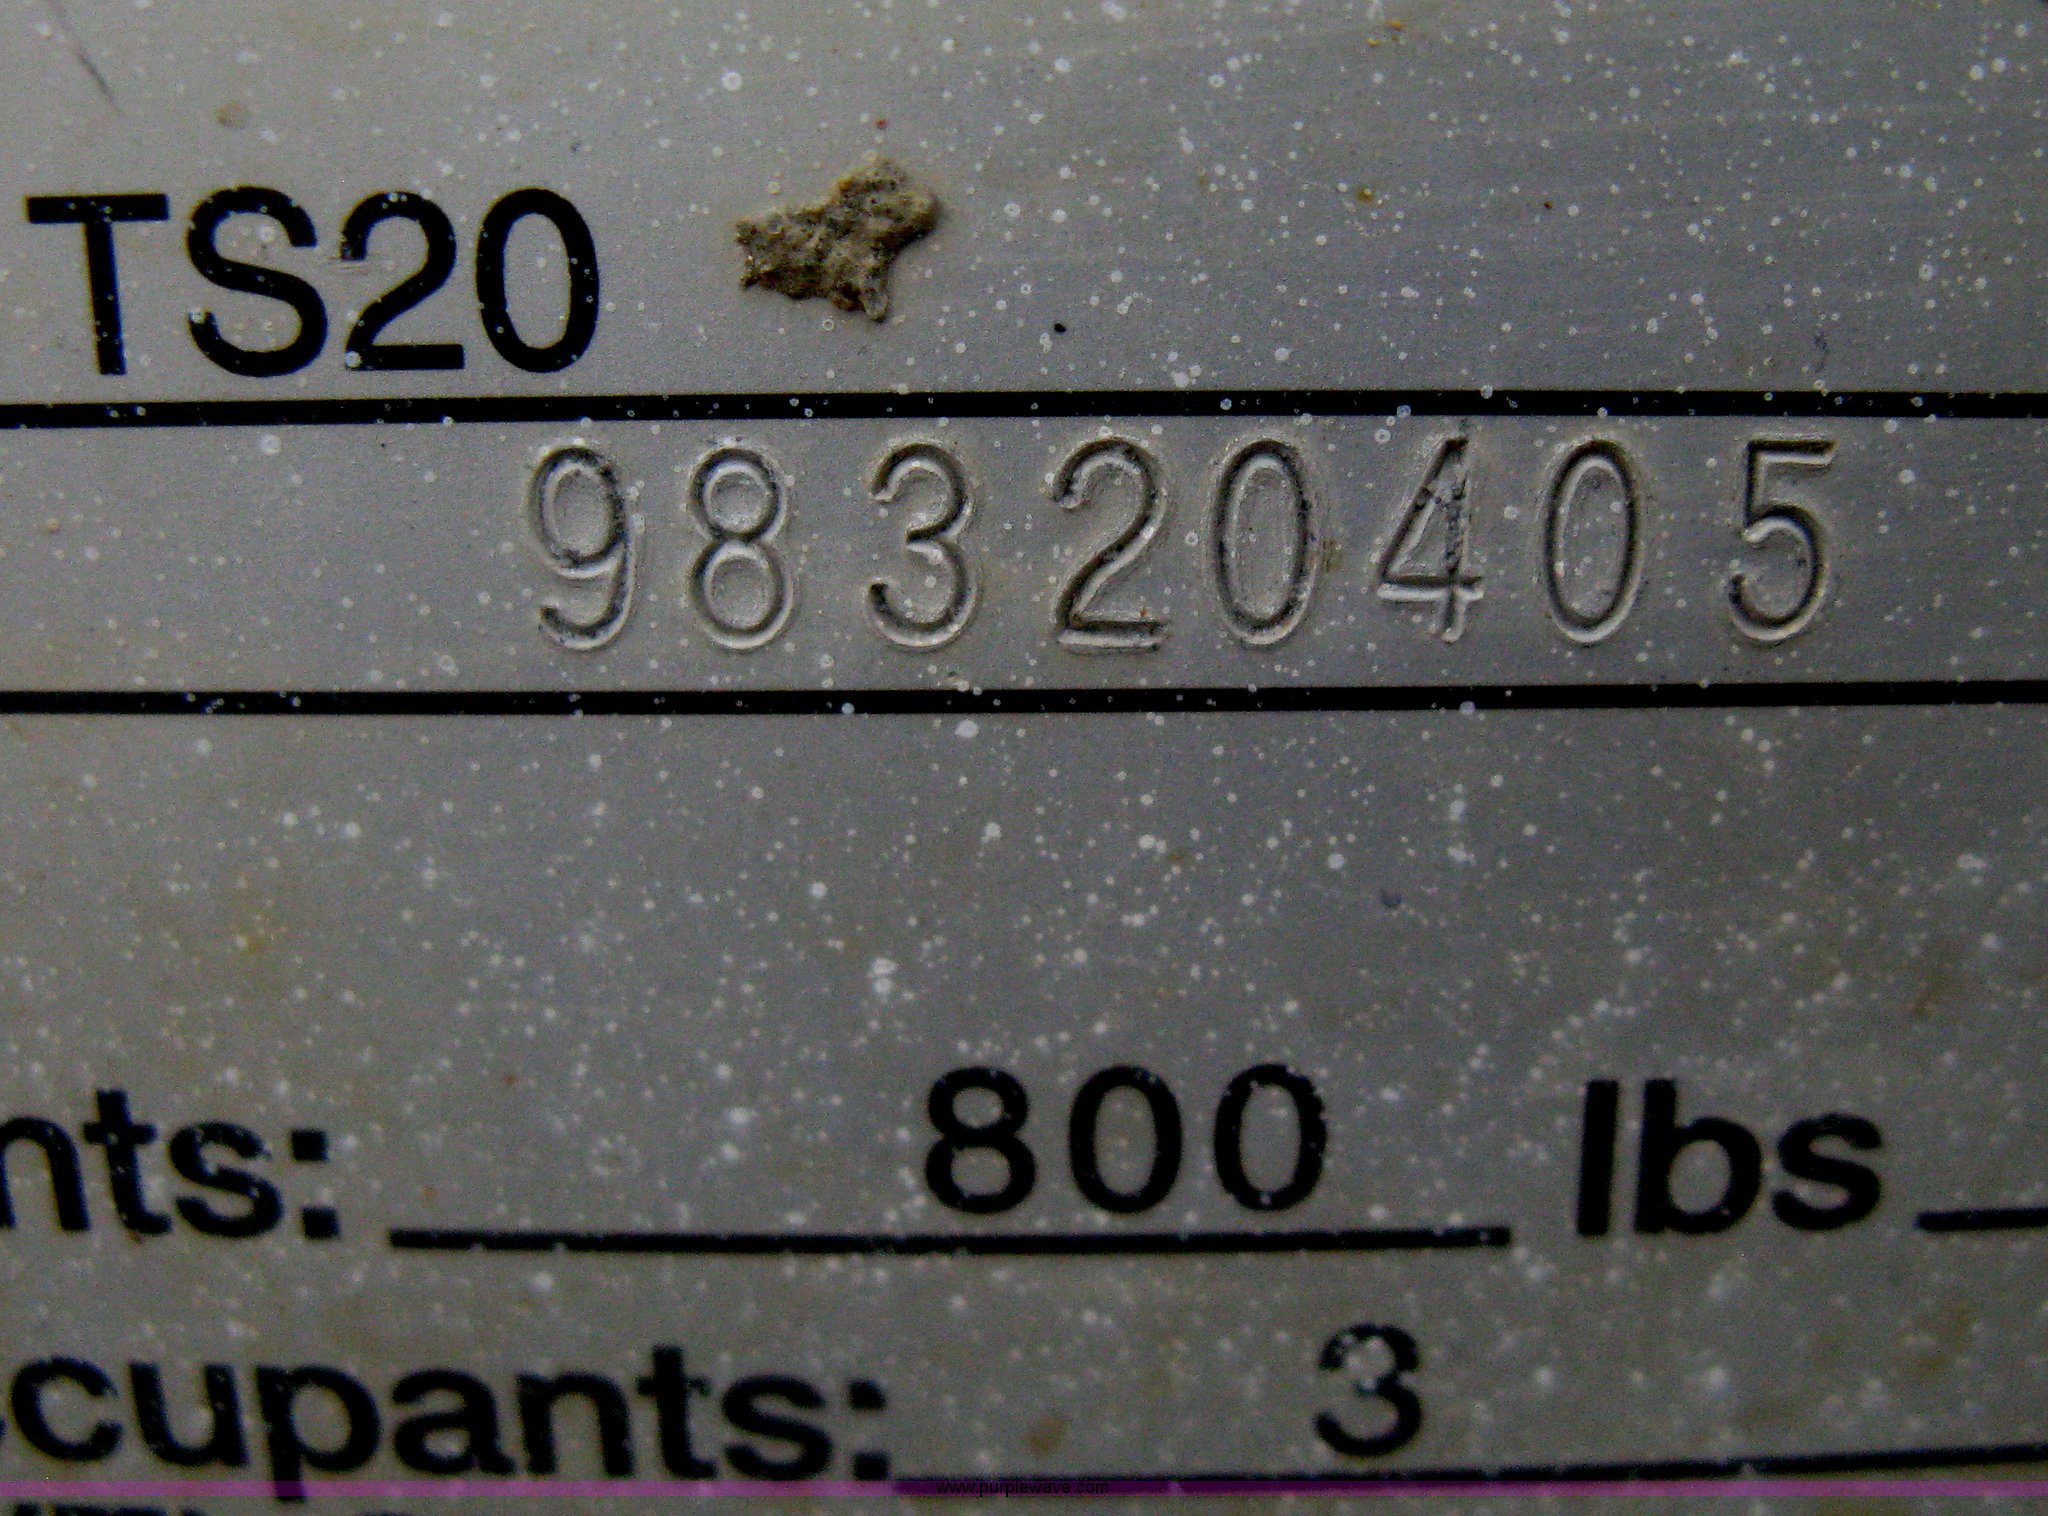 TS20
98320405
nts: 800 lbs
cupants: 3
www.purplewave.com